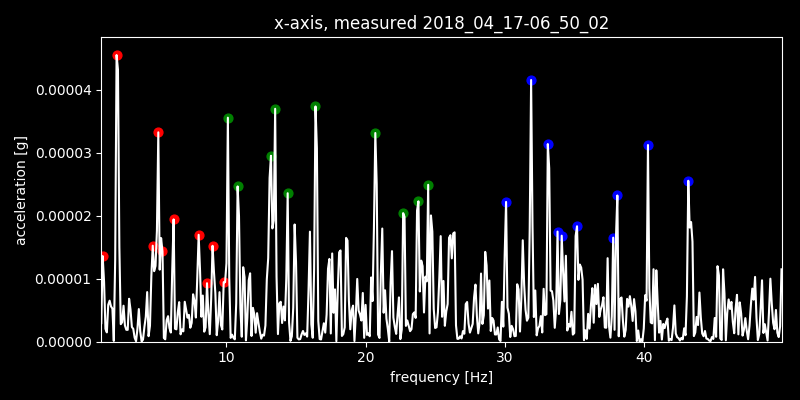 x-axis, measured 2018_04_17-06_50_02
0.00004
0.00003
0.00002
0.00001
0.00000
acceleration [g]
10 20 30 40
frequency [Hz]